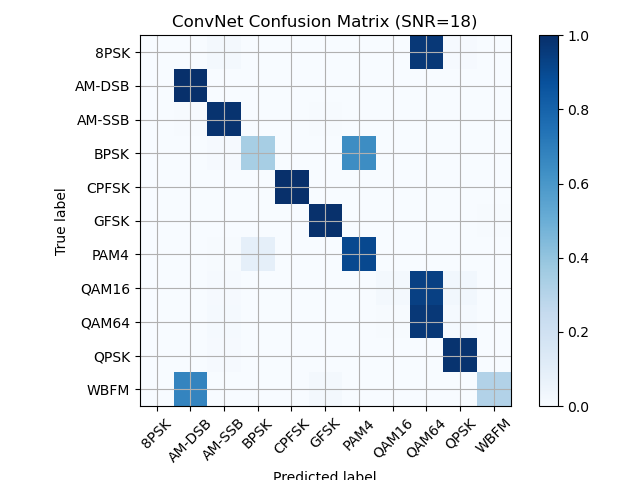 ConvNet Confusion Matrix (SNR=18)
True label
8PSK
AM-DSB
AM-SSB
BPSK
CPFSK
GFSK
PAM4
QAM16
QAM64
QPSK
WBFM
8PSK AM-DSB AM-SSB BPSK CPFSK GFSK PAM4 QAM16 QAM64 QPSK WBFM
Predicted label
1.0
0.8
0.6
0.4
0.2
0.0